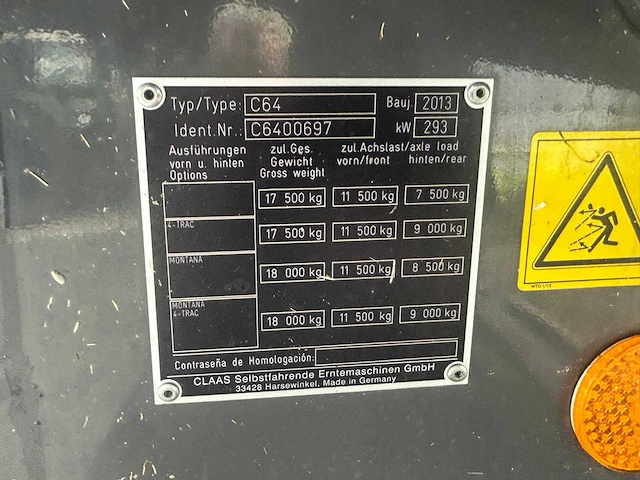 Typ/Type: C64 Bauj. 2013
Ident.Nr.: C6400697 kW 293
Ausführungen zul.Ges. zul.Achslast/axle load
vorn u. hinten Gewicht vorn/front hinten/rear
Options Gross weight
17 500 kg 11 500 kg 7 500 kg
4-TRAC 17 500 kg 11 500 kg 9 000 kg
MONTANA 18 000 kg 11 500 kg 8 500 kg
MONTANA
4-TRAC 18 000 kg 11 500 kg 9 000 kg
Contraseña de Homologación:
CLAAS Selbstfahrende Erntemaschinen GmbH
33428 Harsewinkel, Made in Germany